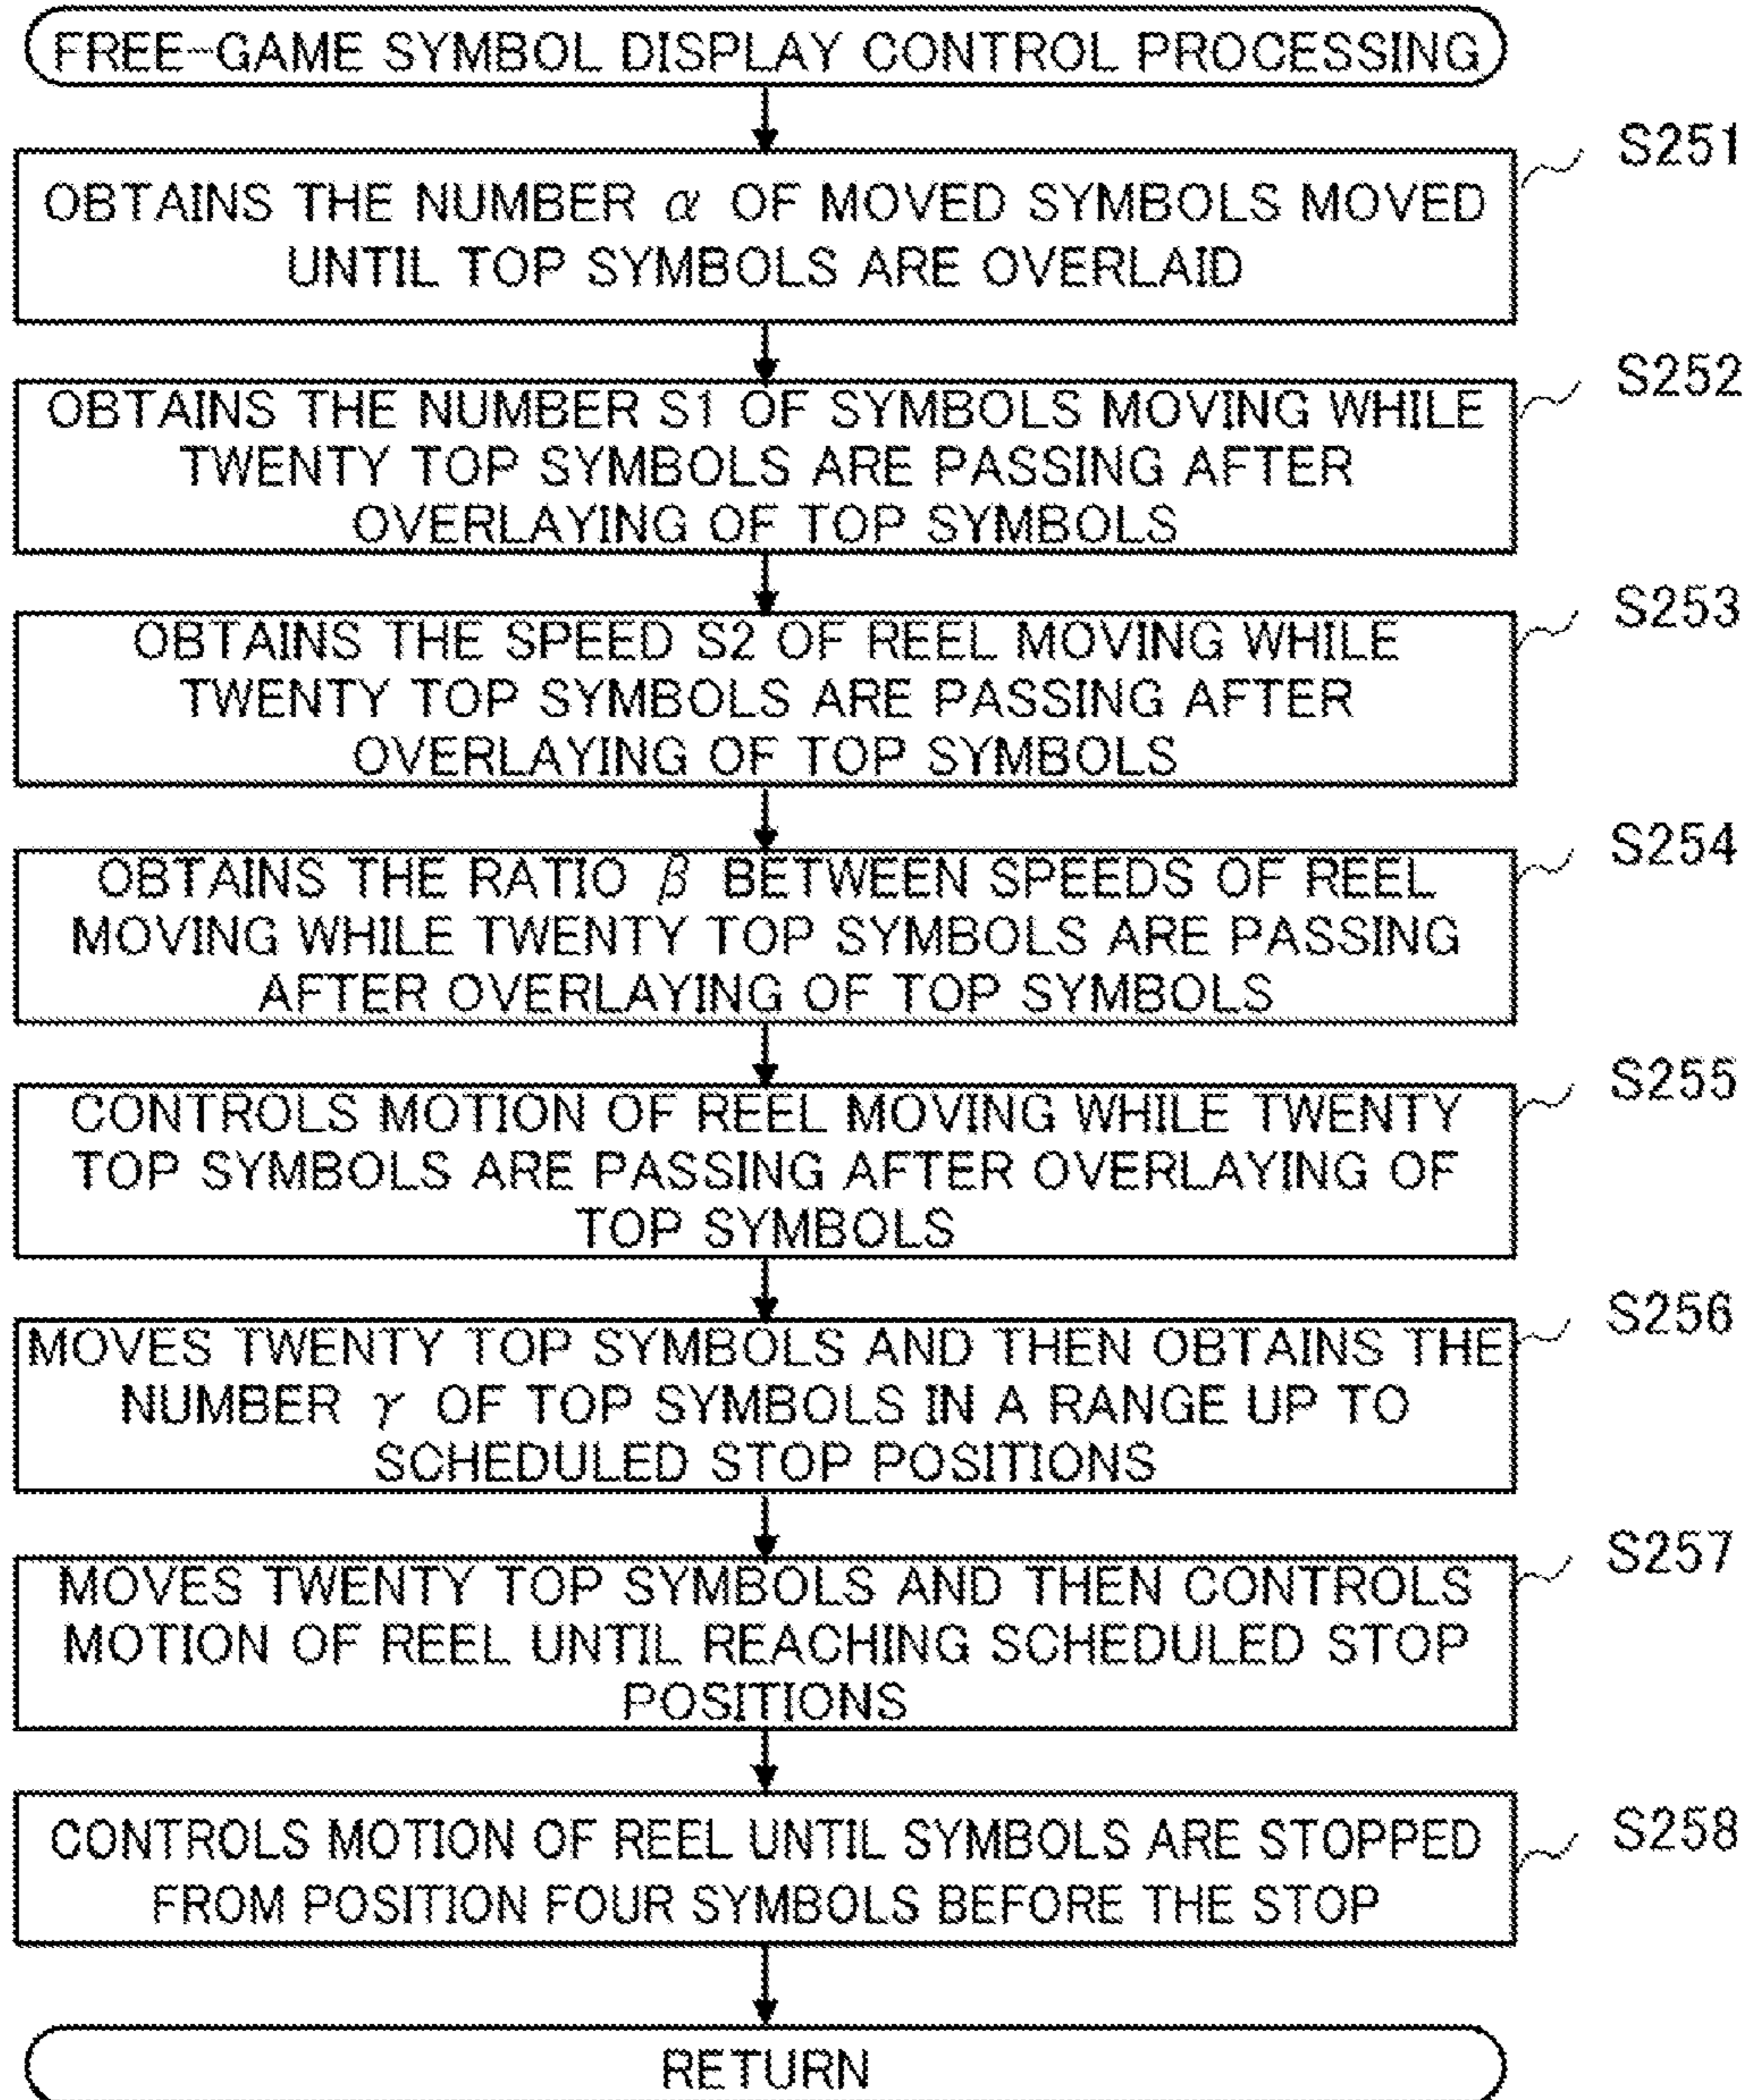 FREE-GAME SYMBOL DISPLAY CONTROL PROCESSING
S251
OBTAINS THE NUMBER α OF MOVED SYMBOLS MOVED
UNTIL TOP SYMBOLS ARE OVERLAID
S252
OBTAINS THE NUMBER S1 OF SYMBOLS MOVING WHILE
TWENTY TOP SYMBOLS ARE PASSING AFTER
OVERLAYING OF TOP SYMBOLS
S253
OBTAINS THE SPEED S2 OF REEL MOVING WHILE
TWENTY TOP SYMBOLS ARE PASSING AFTER
OVERLAYING OF TOP SYMBOLS
S254
OBTAINS THE RATIO β BETWEEN SPEEDS OF REEL
MOVING WHILE TWENTY TOP SYMBOLS ARE PASSING
AFTER OVERLAYING OF TOP SYMBOLS
S255
CONTROLS MOTION OF REEL MOVING WHILE TWENTY
TOP SYMBOLS ARE PASSING AFTER OVERLAYING OF
TOP SYMBOLS
S256
MOVES TWENTY TOP SYMBOLS AND THEN OBTAINS THE
NUMBER γ OF TOP SYMBOLS IN A RANGE UP TO
SCHEDULED STOP POSITIONS
S257
MOVES TWENTY TOP SYMBOLS AND THEN CONTROLS
MOTION OF REEL UNTIL REACHING SCHEDULED STOP
POSITIONS
S258
CONTROLS MOTION OF REEL UNTIL SYMBOLS ARE STOPPED
FROM POSITION FOUR SYMBOLS BEFORE THE STOP
RETURN